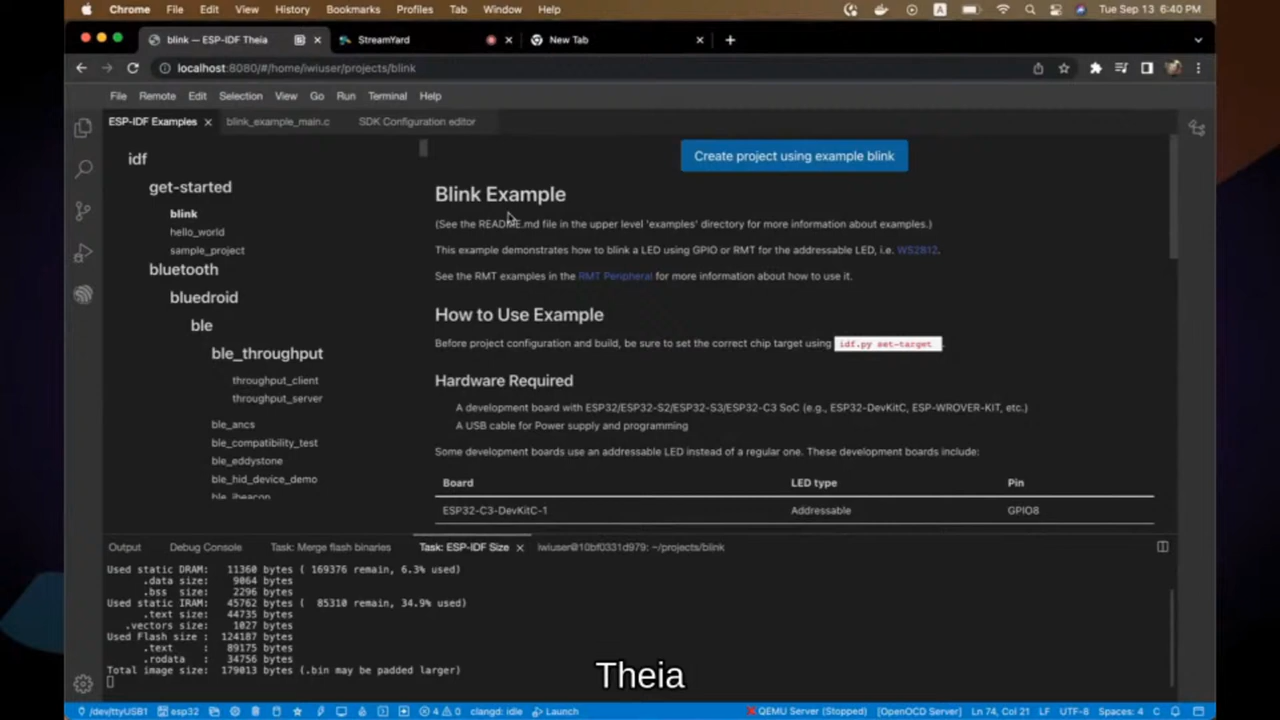 Chrome File Edit View History Bookmarks Profiles Tab Window Help A Tue Sep 13 6:40 PM
blink — ESP-IDF Theia StreamYard New Tab
localhost:8080/#/home/iwiuser/projects/blink
File Remote Edit Selection View Go Run Terminal Help
ESP-IDF Examples blink_example_main.c SDK Configuration editor
idf
get-started
blink
hello_world
sample_project
bluetooth
bluedroid
ble
ble_throughput
throughput_client
throughput_server
ble_ancs
ble_compatibility_test
ble_eddystone
ble_hid_device_demo
ble_ibeacon
Create project using example blink
Blink Example
(See the README.md file in the upper level 'examples' directory for more information about examples.)
This example demonstrates how to blink a LED using GPIO or RMT for the addressable LED, i.e. WS2812.
See the RMT examples in the RMT Peripheral for more information about how to use it.
How to Use Example
Before project configuration and build, be sure to set the correct chip target using idf.py set-target .
Hardware Required
A development board with ESP32/ESP32-S2/ESP32-S3/ESP32-C3 SoC (e.g., ESP32-DevKitC, ESP-WROVER-KIT, etc.)
A USB cable for Power supply and programming
Some development boards use an addressable LED instead of a regular one. These development boards include:
Board LED type Pin
ESP32-C3-DevKitC-1 Addressable GPIO8
Output Debug Console Task: Merge flash binaries Task: ESP-IDF Size iwiuser@10bf0331d979: ~/projects/blink
Used static DRAM: 11360 bytes ( 169376 remain, 6.3% used)
.data size: 9064 bytes
.bss size: 2296 bytes
Used static IRAM: 45762 bytes ( 85310 remain, 34.9% used)
.text size: 44735 bytes
.vectors size: 1027 bytes
Used Flash size : 124187 bytes
.text : 89175 bytes
.rodata : 34756 bytes
Total image size: 179013 bytes (.bin may be padded larger)
Theia
/dev/ttyUSB1 esp32 4 0 clangd: idle Launch QEMU Server (Stopped) [OpenOCD Server] Ln 74, Col 21 LF UTF-8 Spaces: 4 C